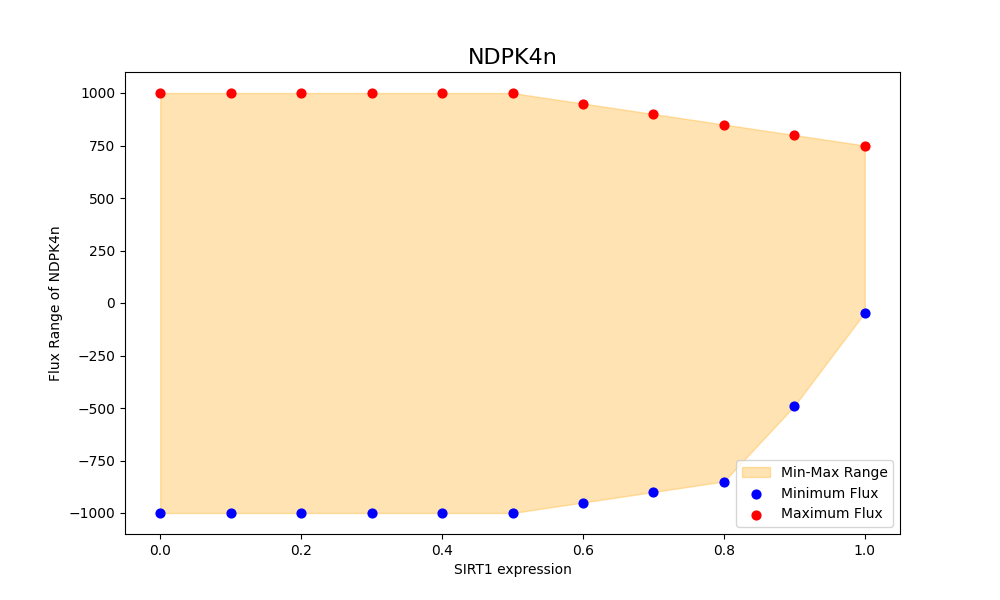 NDPK4n
Flux Range of NDPK4n
1000
750
500
250
0
−250
−500
−750
−1000
0.0
0.2
0.4
0.6
0.8
1.0
SIRT1 expression
Min-Max Range
Minimum Flux
Maximum Flux